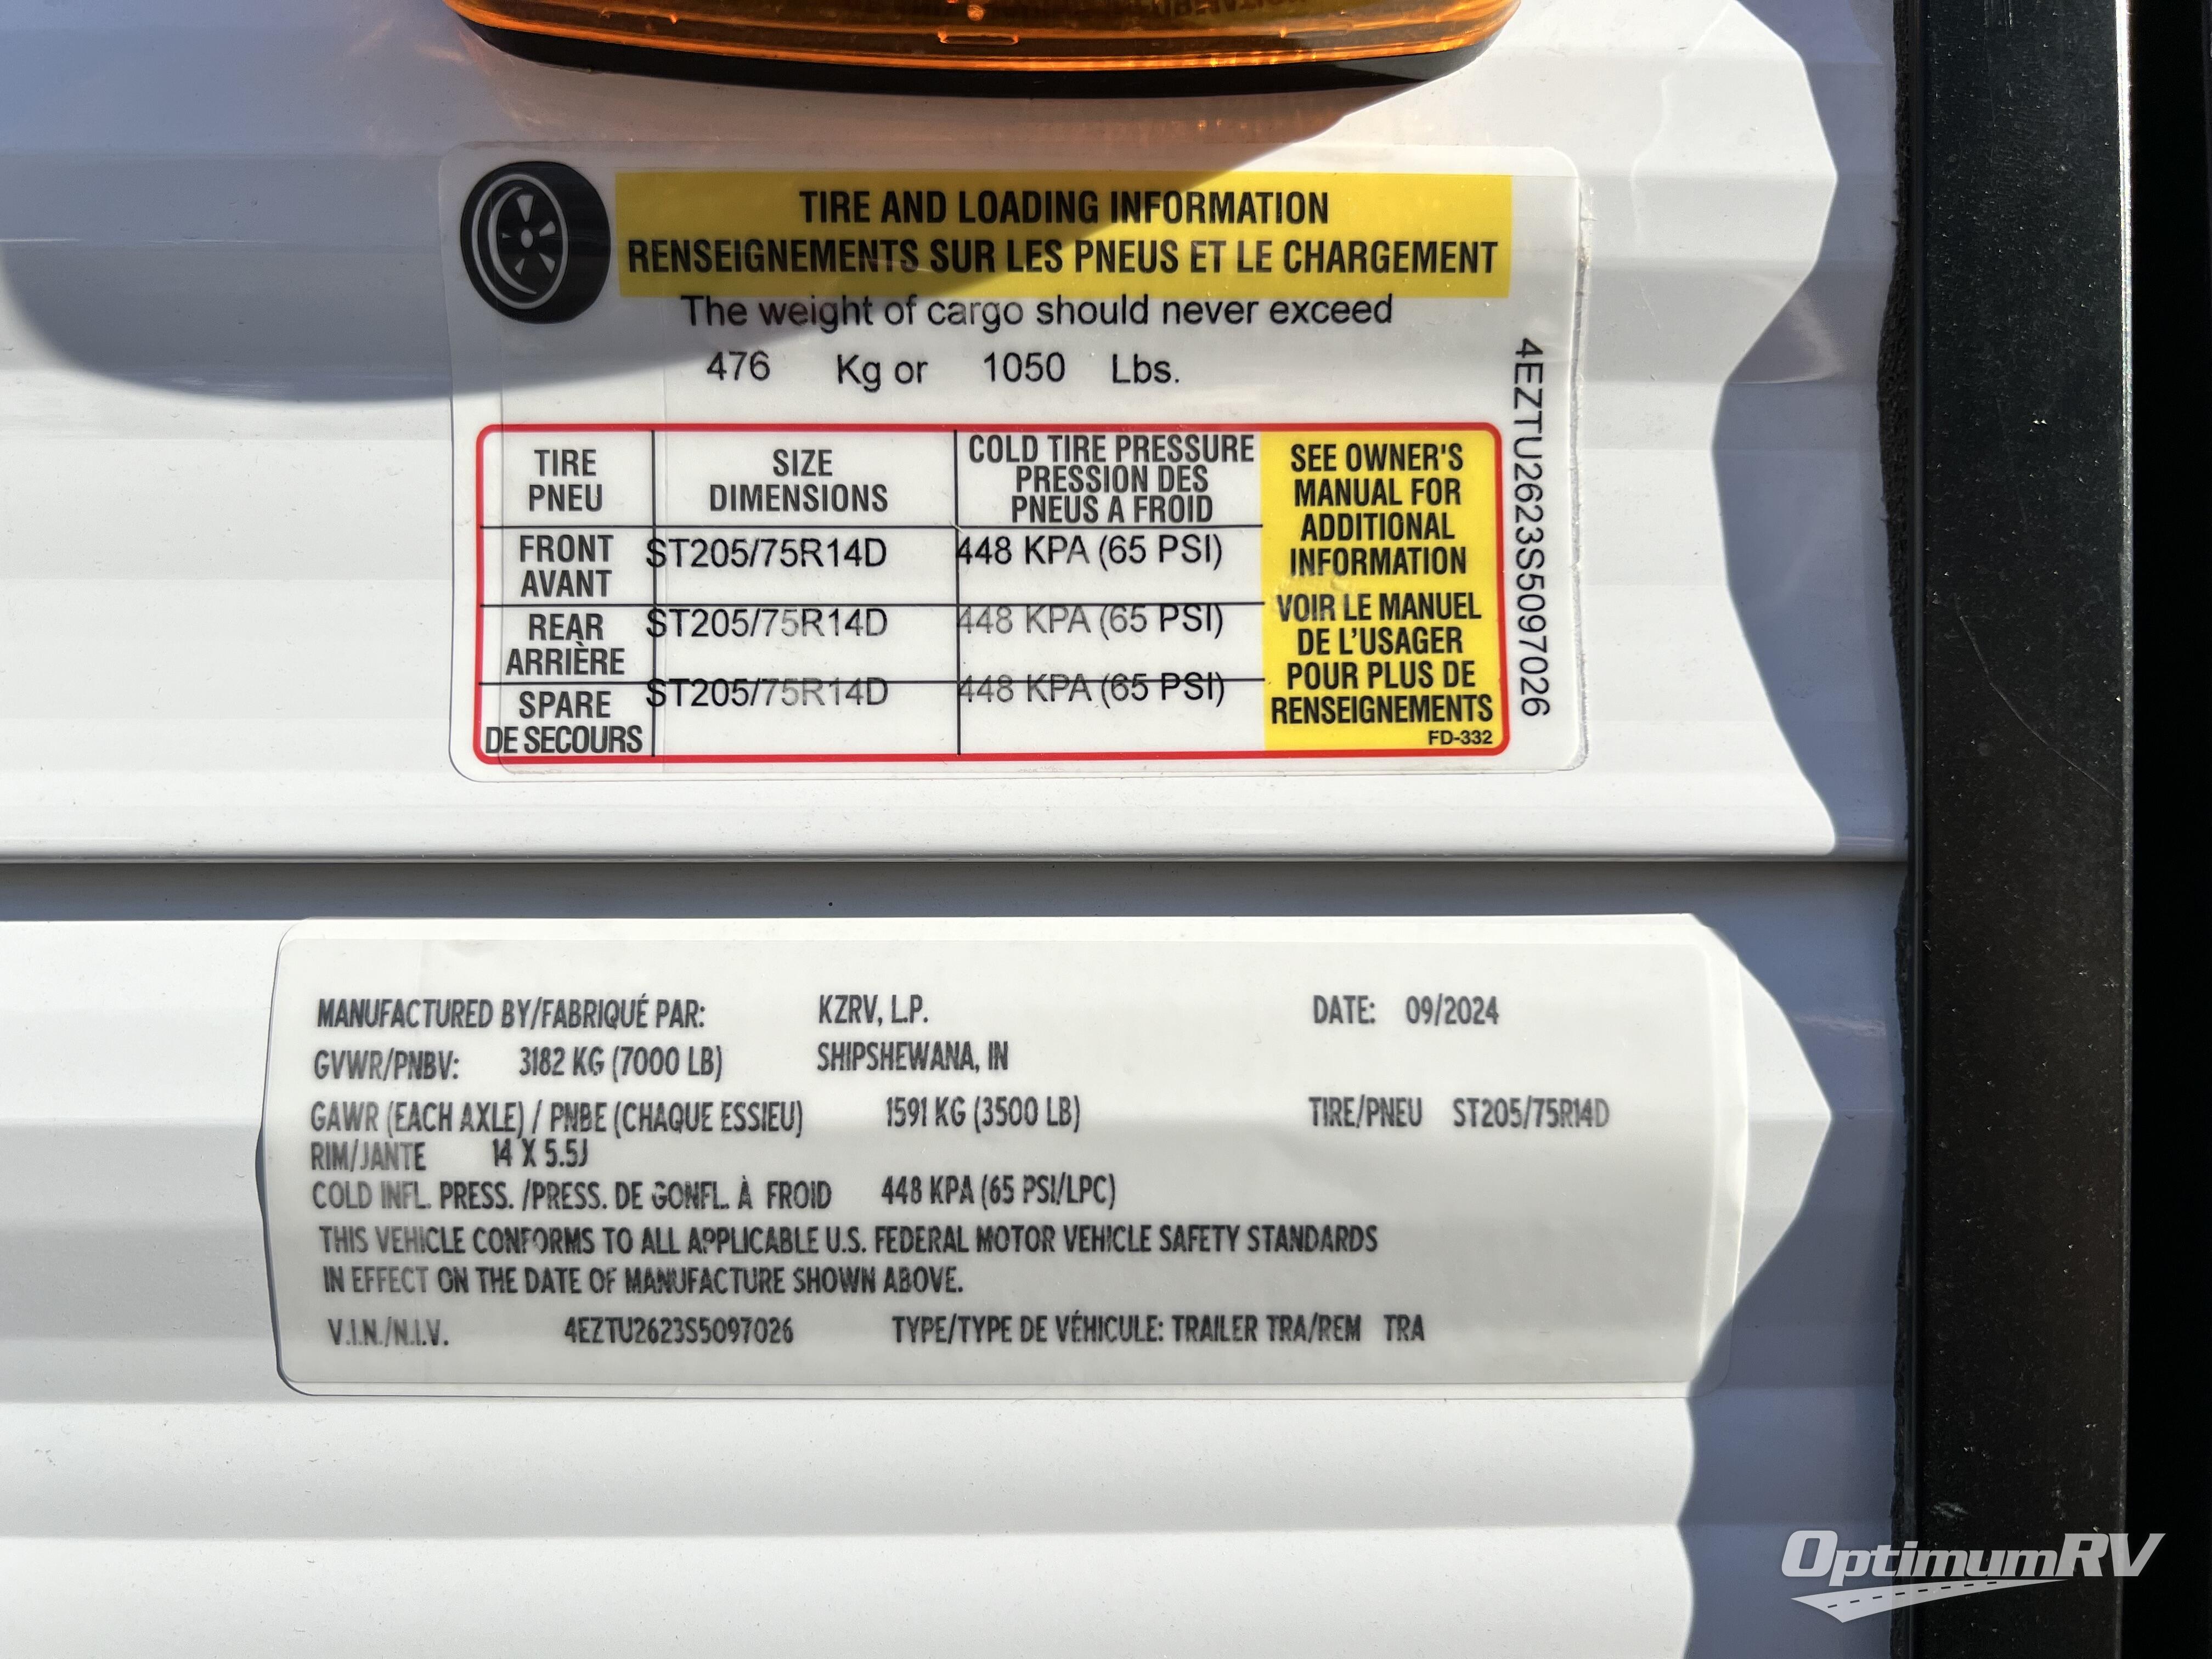 TIRE AND LOADING INFORMATION
RENSEIGNEMENTS SUR LES PNEUS ET LE CHARGEMENT
The weight of cargo should never exceed
476 Kg or 1050 Lbs.
TIRE PNEU SIZE DIMENSIONS COLD TIRE PRESSURE PRESSION DES PNEUS A FROID
FRONT AVANT ST205/75R14D 448 KPA (65 PSI)
REAR ARRIÈRE ST205/75R14D 448 KPA (65 PSI)
SPARE DE SECOURS ST205/75R14D 448 KPA (65 PSI)
SEE OWNER'S
MANUAL FOR
ADDITIONAL
INFORMATION
VOIR LE MANUEL
DE L'USAGER
POUR PLUS DE
RENSEIGNEMENTS
FD-332
4EZTU2623S5097026
MANUFACTURED BY/FABRIQUÉ PAR: KZRV, L.P. DATE: 09/2024
GVWR/PNBV: 3182 KG (7000 LB) SHIPSHEWANA, IN
GAWR (EACH AXLE) / PNBE (CHAQUE ESSIEU) 1591 KG (3500 LB) TIRE/PNEU ST205/75R14D
RIM/JANTE 14 X 5.5J
COLD INFL. PRESS. /PRESS. DE GONFL. À FROID 448 KPA (65 PSI/LPC)
THIS VEHICLE CONFORMS TO ALL APPLICABLE U.S. FEDERAL MOTOR VEHICLE SAFETY STANDARDS
IN EFFECT ON THE DATE OF MANUFACTURE SHOWN ABOVE.
V.I.N./N.I.V. 4EZTU2623S5097026 TYPE/TYPE DE VÉHICULE: TRAILER TRA/REM TRA
OptimumRV